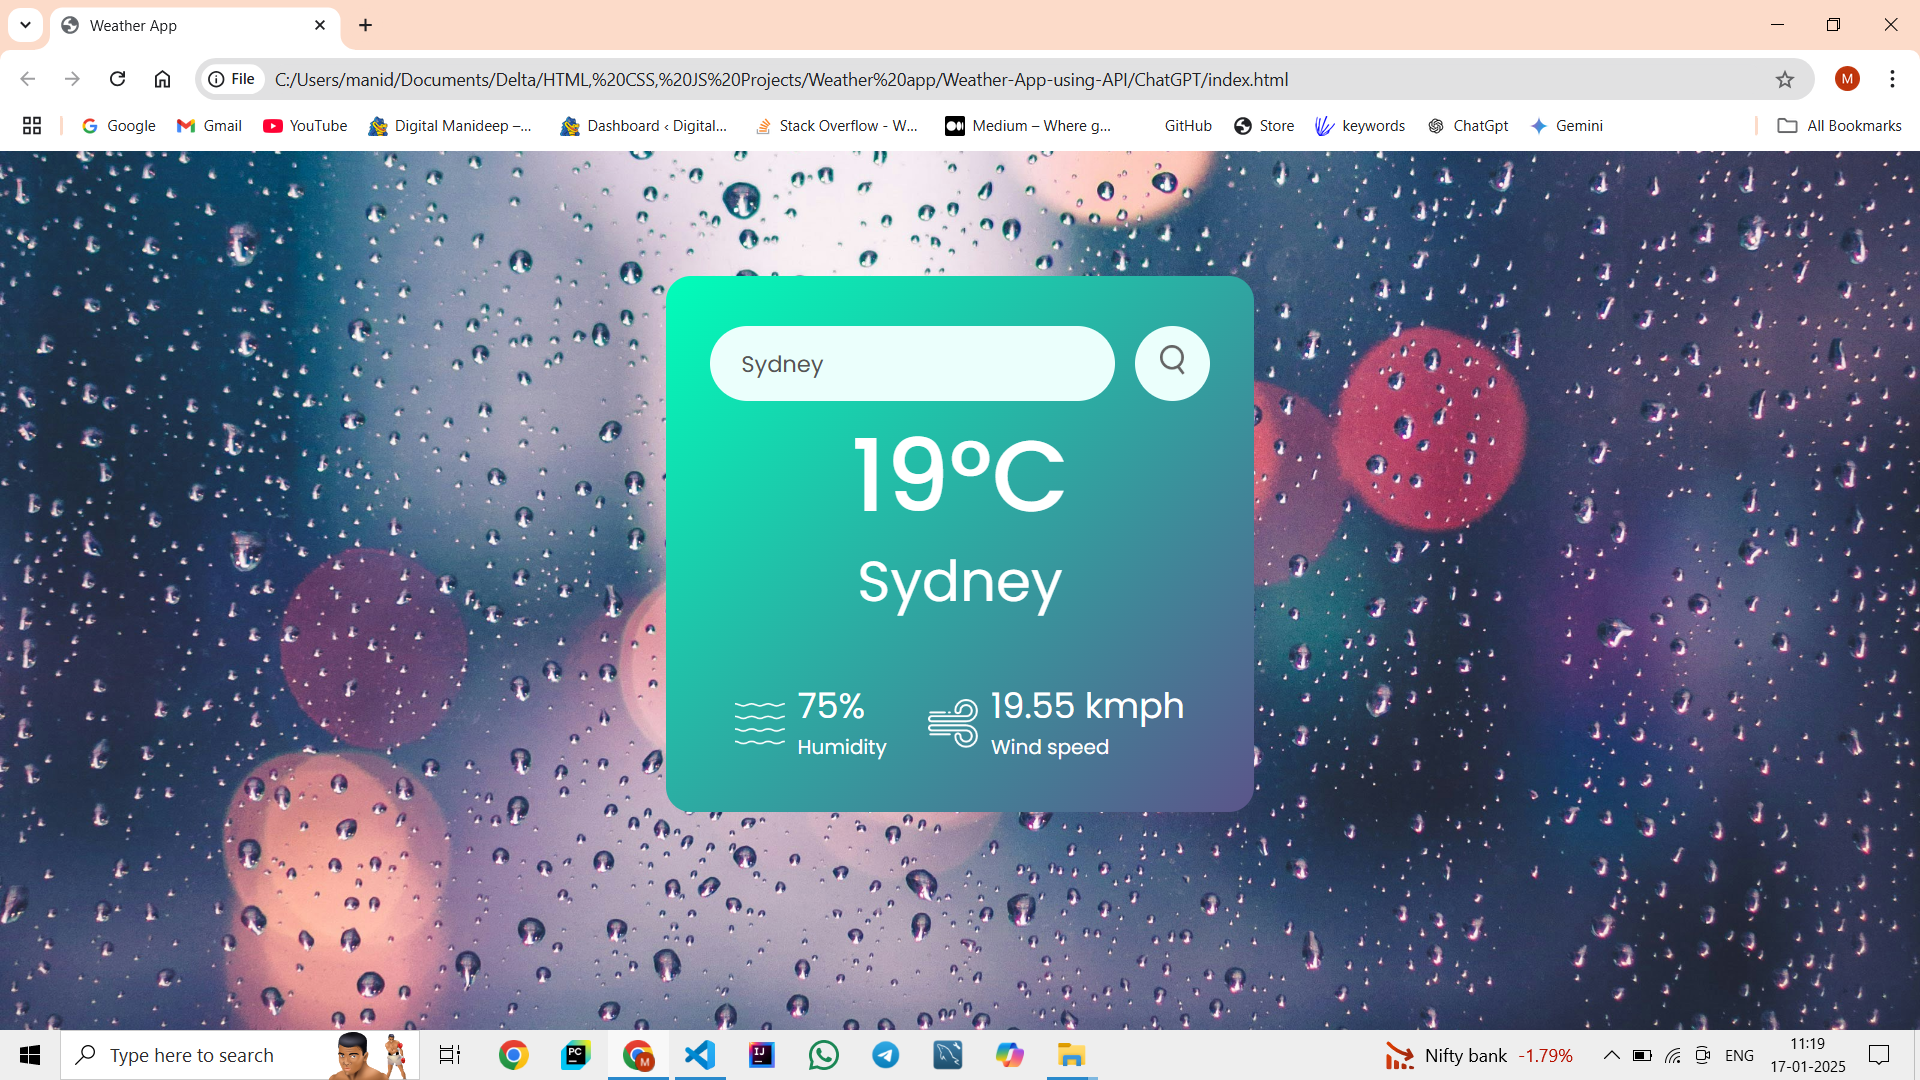 Weather App
File
C:/Users/manid/Documents/Delta/HTML,%20CSS,%20JS%20Projects/Weather%20app/Weather-App-using-API/ChatGPT/index.html
M
Google
Gmail
YouTube
Digital Manideep –...
Dashboard ‹ Digital...
Stack Overflow - W...
Medium – Where g...
GitHub
Store
keywords
ChatGpt
Gemini
All Bookmarks
Sydney
19°C
Sydney
75%
Humidity
19.55 kmph
Wind speed
Type here to search
PC
M
IJ
Nifty bank -1.79%
ENG
11:19
17-01-2025